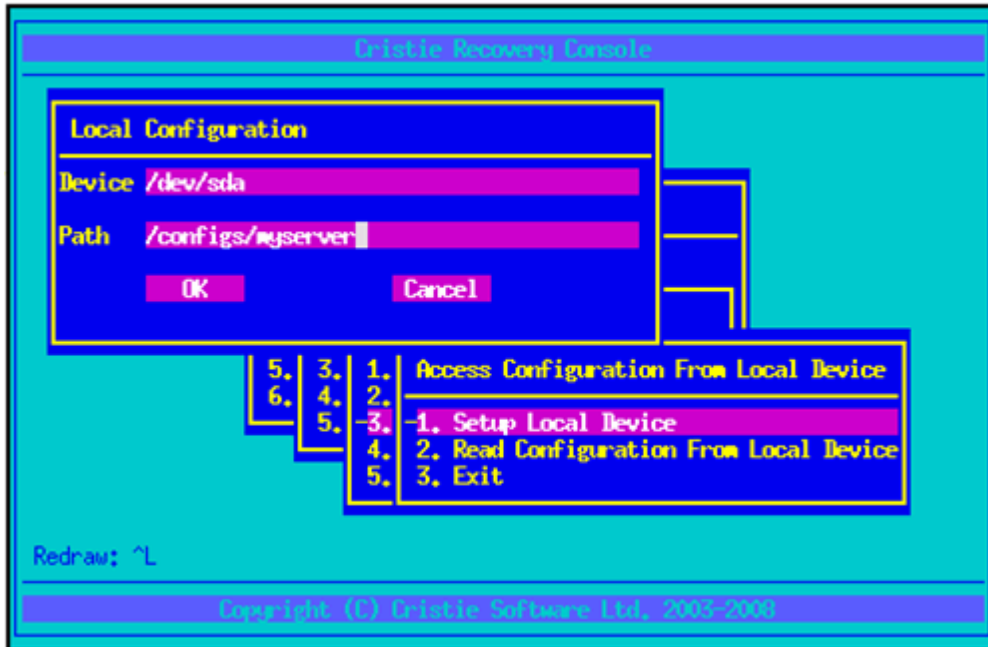 Cristie Recovery Console
Local Configuration
Device /dev/sda
Path /configs/myserver
OK Cancel
5. 3. 1. Access Configuration From Local Device
6. 4. 2.
5. 3. 1. Setup Local Device
4. 2. Read Configuration From Local Device
5. 3. Exit
Redraw: ^L
Copyright (C) Cristie Software Ltd. 2003-2008